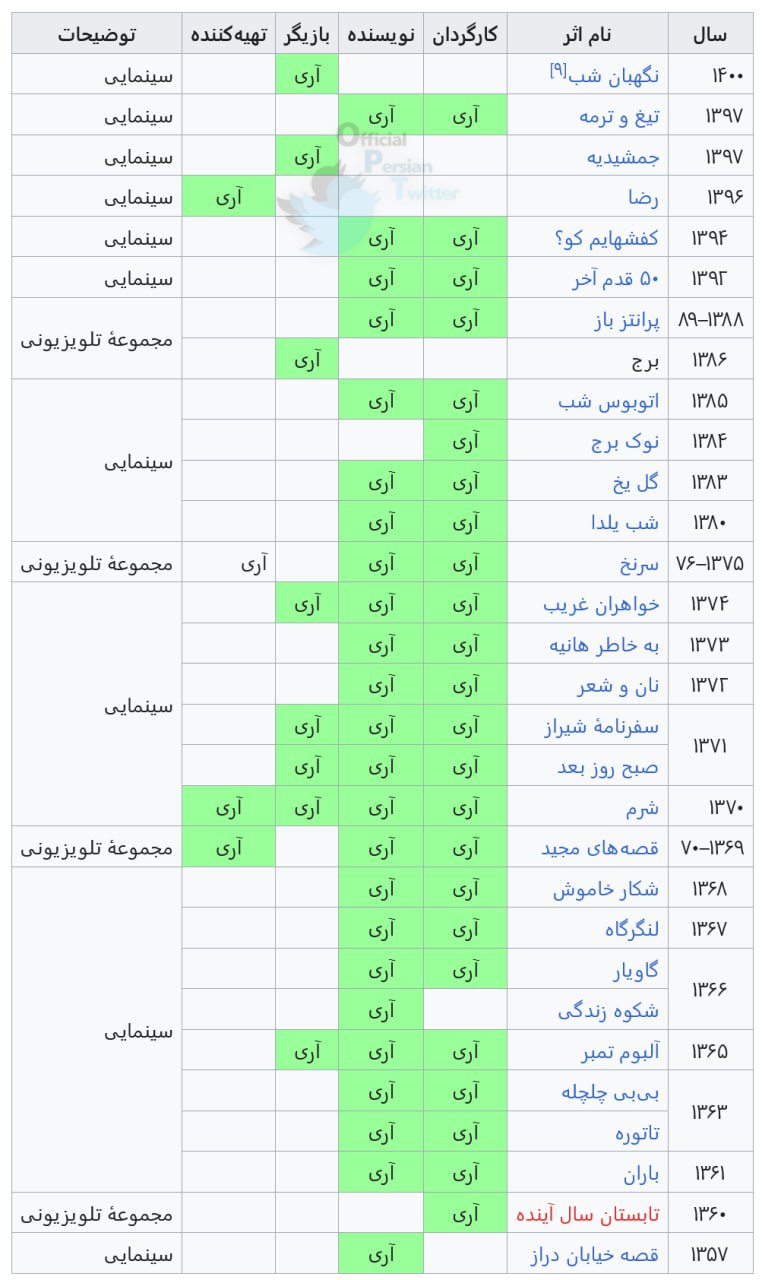 سال نام اثر کارگردان نویسنده بازیگر تهیه‌کننده توضیحات
۱۴۰۰ نگهبان شب[۹] آری سینمایی
۱۳۹۷ تیغ و ترمه آری آری سینمایی
Official
۱۳۹۷ جمشیدیه آری سینمایی
Persian
Twitter
۱۳۹۶ رضا آری سینمایی
۱۳۹۴ کفشهایم کو؟ آری آری سینمایی
۱۳۹۲ ۵۰ قدم آخر آری آری سینمایی
۱۳۸۸–۸۹ پرانتز باز آری آری مجموعهٔ تلویزیونی
۱۳۸۶ برج آری
۱۳۸۵ اتوبوس شب آری آری سینمایی
۱۳۸۴ نوک برج آری
۱۳۸۳ گل یخ آری آری
۱۳۸۰ شب یلدا آری آری
۱۳۷۵–۷۶ سرنخ آری آری آری مجموعهٔ تلویزیونی
۱۳۷۴ خواهران غریب آری آری آری سینمایی
۱۳۷۳ به خاطر هانیه آری آری
۱۳۷۲ نان و شعر آری آری
۱۳۷۱ سفرنامهٔ شیراز آری آری آری
صبح روز بعد آری آری آری
۱۳۷۰ شرم آری آری آری آری
۱۳۶۹–۷۰ قصه‌های مجید آری آری آری مجموعهٔ تلویزیونی
۱۳۶۸ شکار خاموش آری آری سینمایی
۱۳۶۷ لنگرگاه آری آری
۱۳۶۶ گاویار آری آری
شکوه زندگی آری
۱۳۶۵ آلبوم تمبر آری آری آری
۱۳۶۳ بی‌بی چلچله آری آری
تاتوره آری آری
۱۳۶۱ باران آری آری
۱۳۶۰ تابستان سال آینده آری مجموعهٔ تلویزیونی
۱۳۵۷ قصه خیابان دراز آری سینمایی